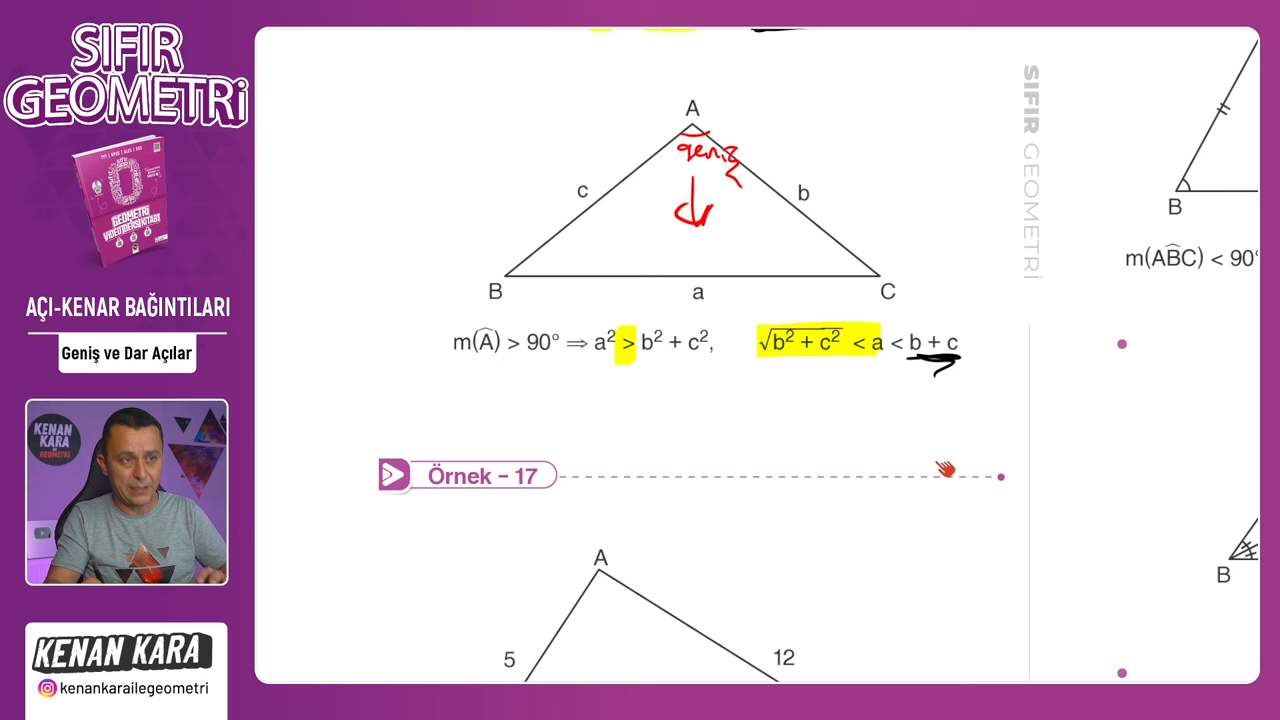 SIFIR
GEOMETRi
GEOMETRİ
VİDEO DERS KİTABI
AÇI-KENAR BAĞINTILARI
Geniş ve Dar Açılar
KENAN
KARA
GEOMETRİ
KENAN KARA
kenankarailegeometri
A
geniş
c
b
B
a
C
m(Â) > 90° ⇒ a² > b² + c², √b² + c² < a < b + c
Örnek – 17
A
5
12
SIFIR GEOMETRİ
B
m(ABC) < 90°
B